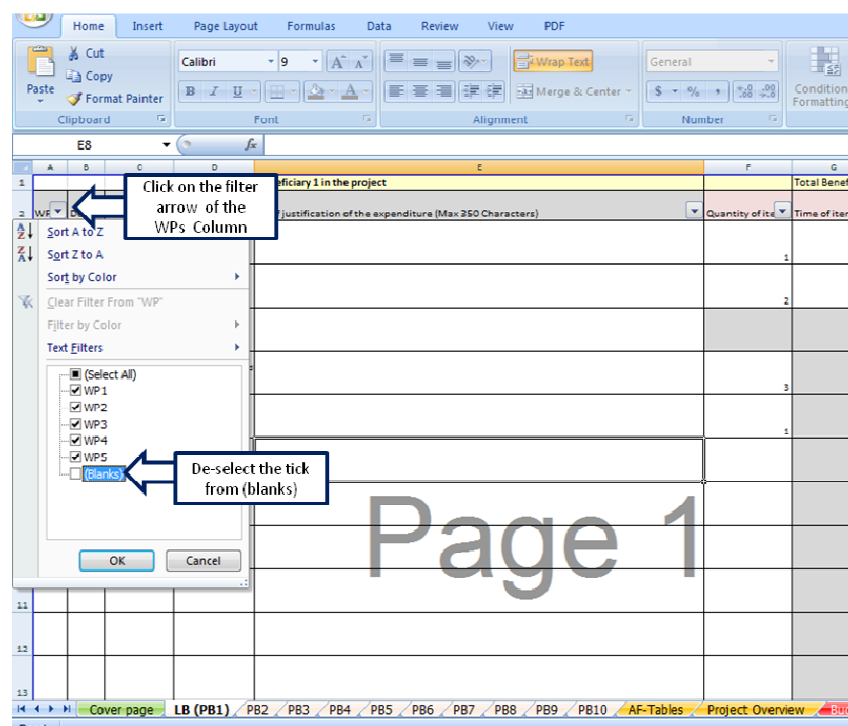 Home Insert Page Layout Formulas Data Review View PDF
Cut
Calibri 9 A A Wrap Text General
Copy
Paste
Format Painter
B I U A Merge & Center $ % , Condition
Formatting
Clipboard Font Alignment Number
E8 fx
A B C D E F G
1 eficiary 1 in the project Total Benef
Click on the filter
arrow of the
WPs Column
2 WP f justification of the expenditure (Max 350 Characters) Quantity of ite Time of iter
Sort A to Z
Sort Z to A
1
Sort by Color
Clear Filter From "WP"
2
Filter by Color
Text Filters
(Select All)
WP1
3
WP2
WP3
1
WP4
WP5
(Blanks)
De-select the tick
from (blanks)
Page 1
OK Cancel
11
12
13
Cover page LB (PB1) PB2 PB3 PB4 PB5 PB6 PB7 PB8 PB9 PB10 AF-Tables Project Overview Bu